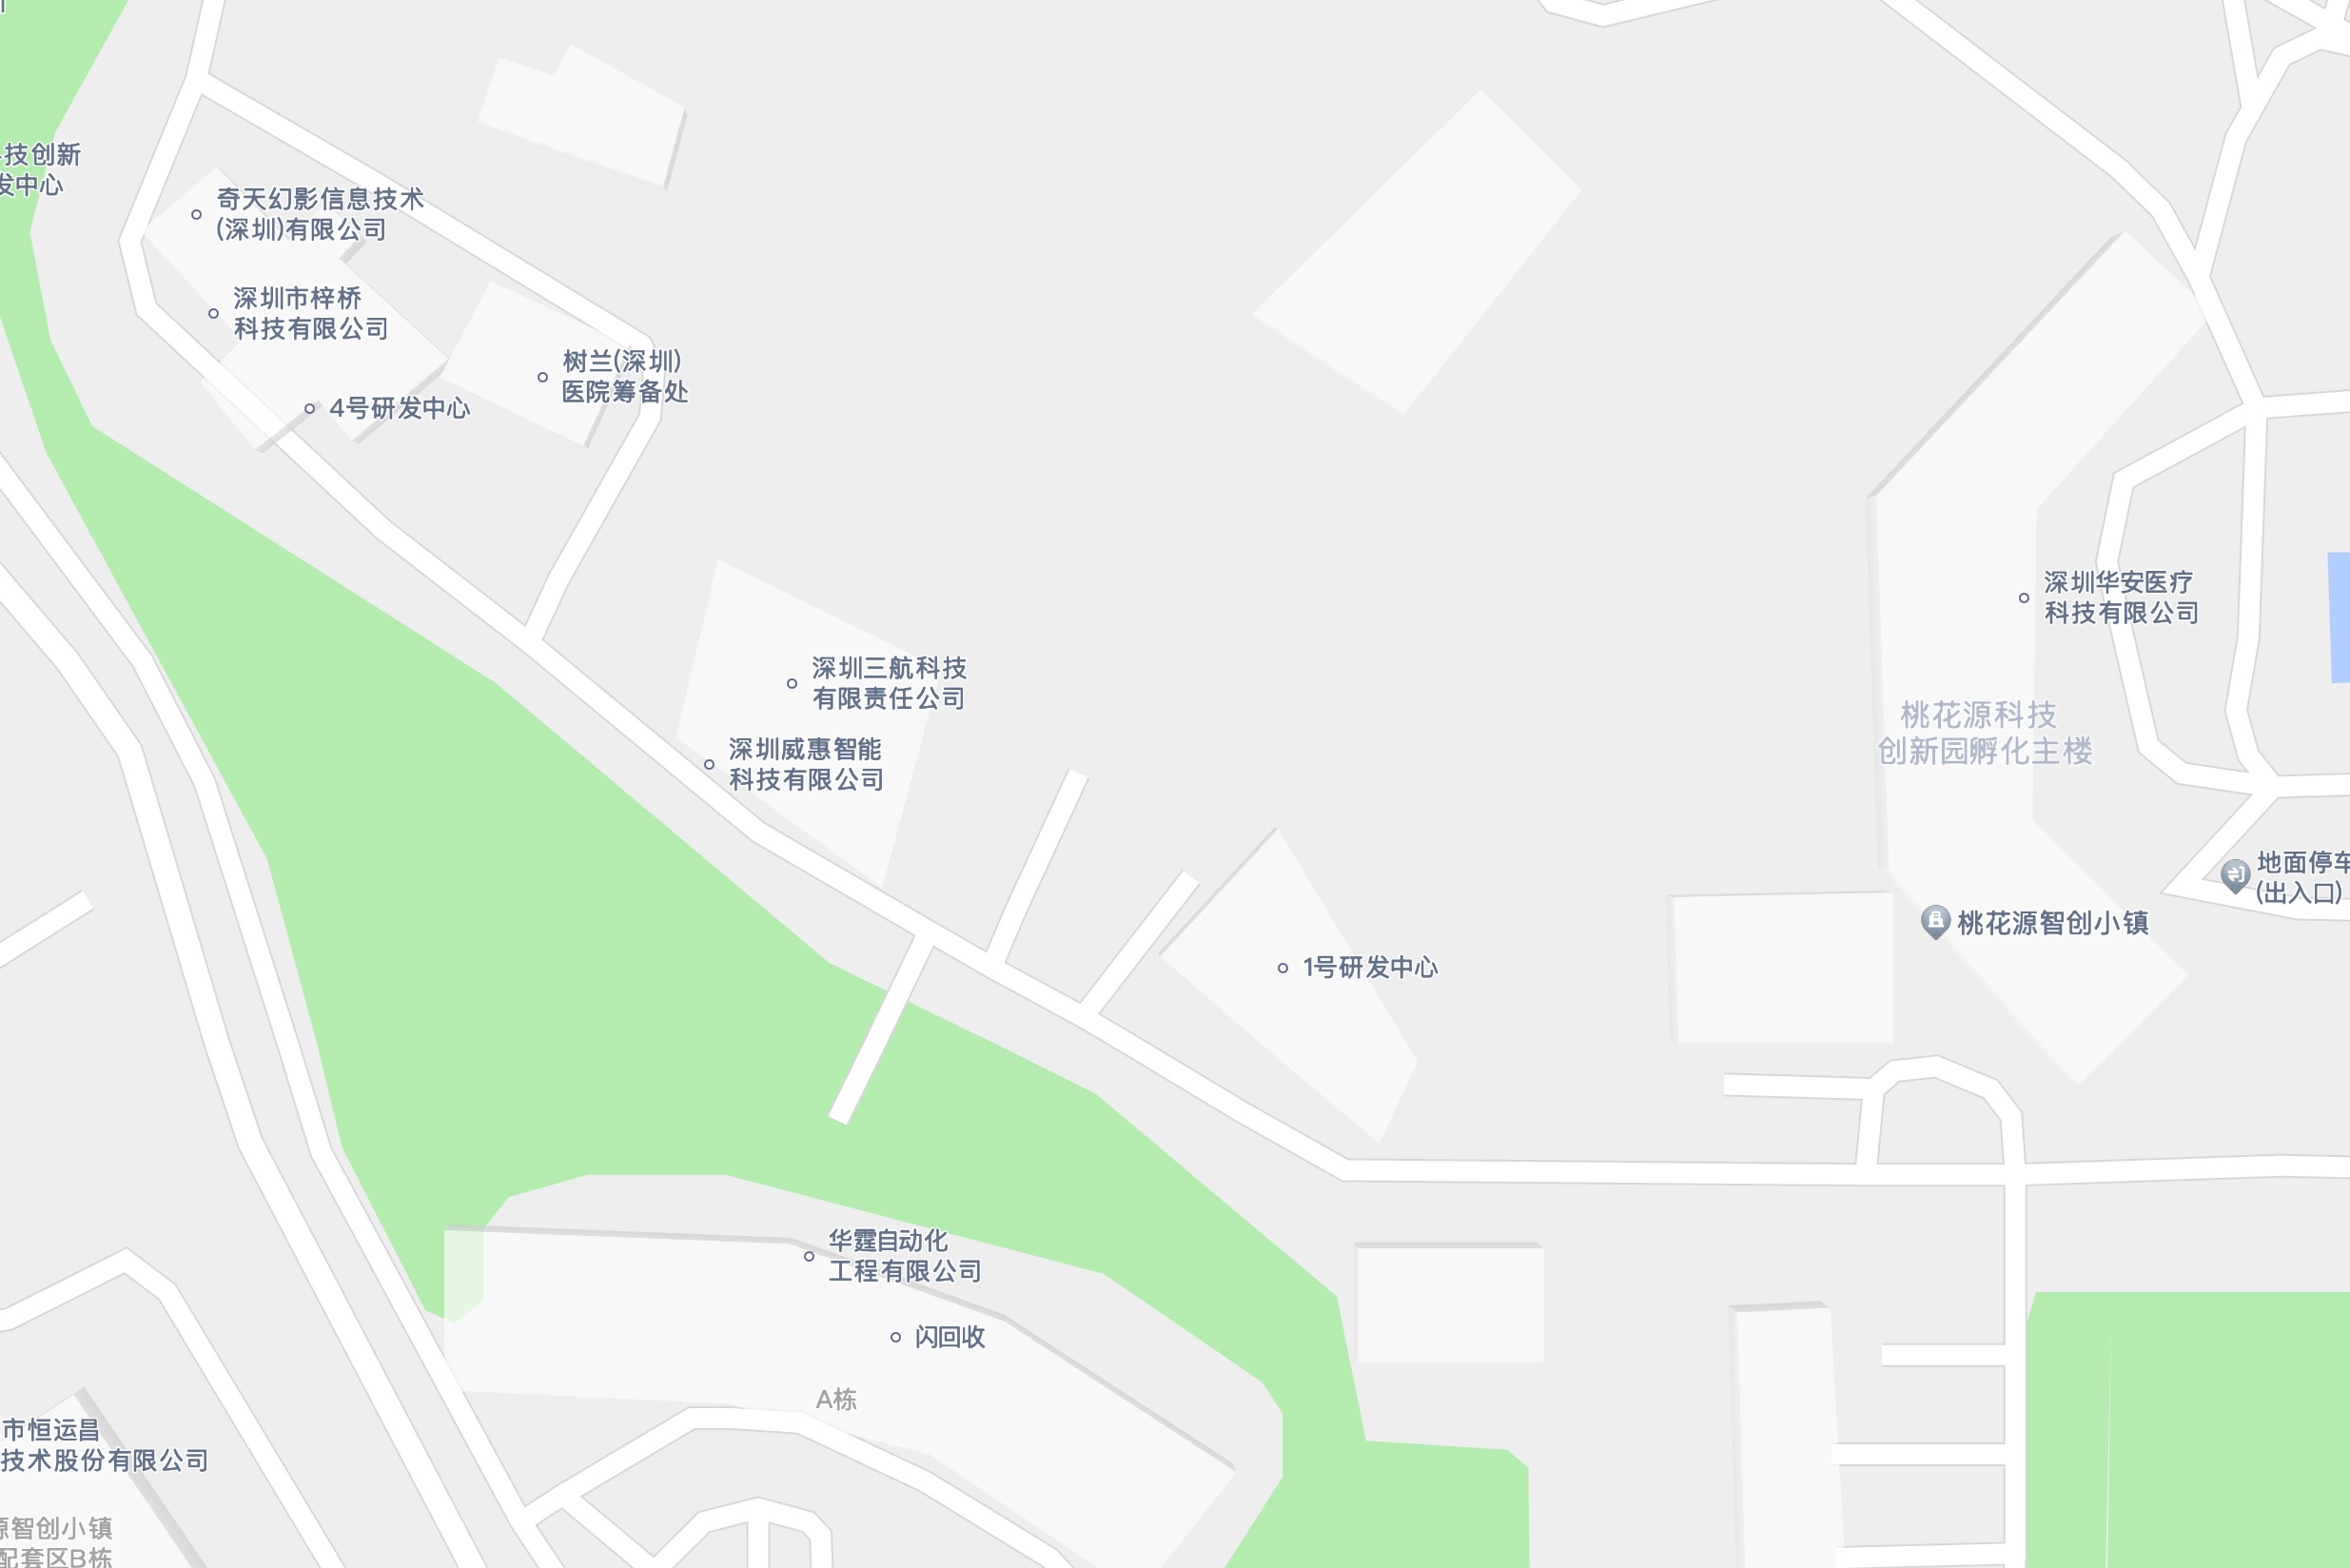 技创新
发中心
奇天幻影信息技术
(深圳)有限公司
深圳市梓桥
科技有限公司
树兰(深圳)
医院筹备处
4号研发中心
深圳三航科技
有限责任公司
深圳威惠智能
科技有限公司
深圳华安医疗
科技有限公司
桃花源科技
创新园孵化主楼
地面停车
(出入口)
桃花源智创小镇
1号研发中心
华霆自动化
工程有限公司
闪回收
A栋
市恒运昌
技术股份有限公司
源智创小镇
配套区B栋